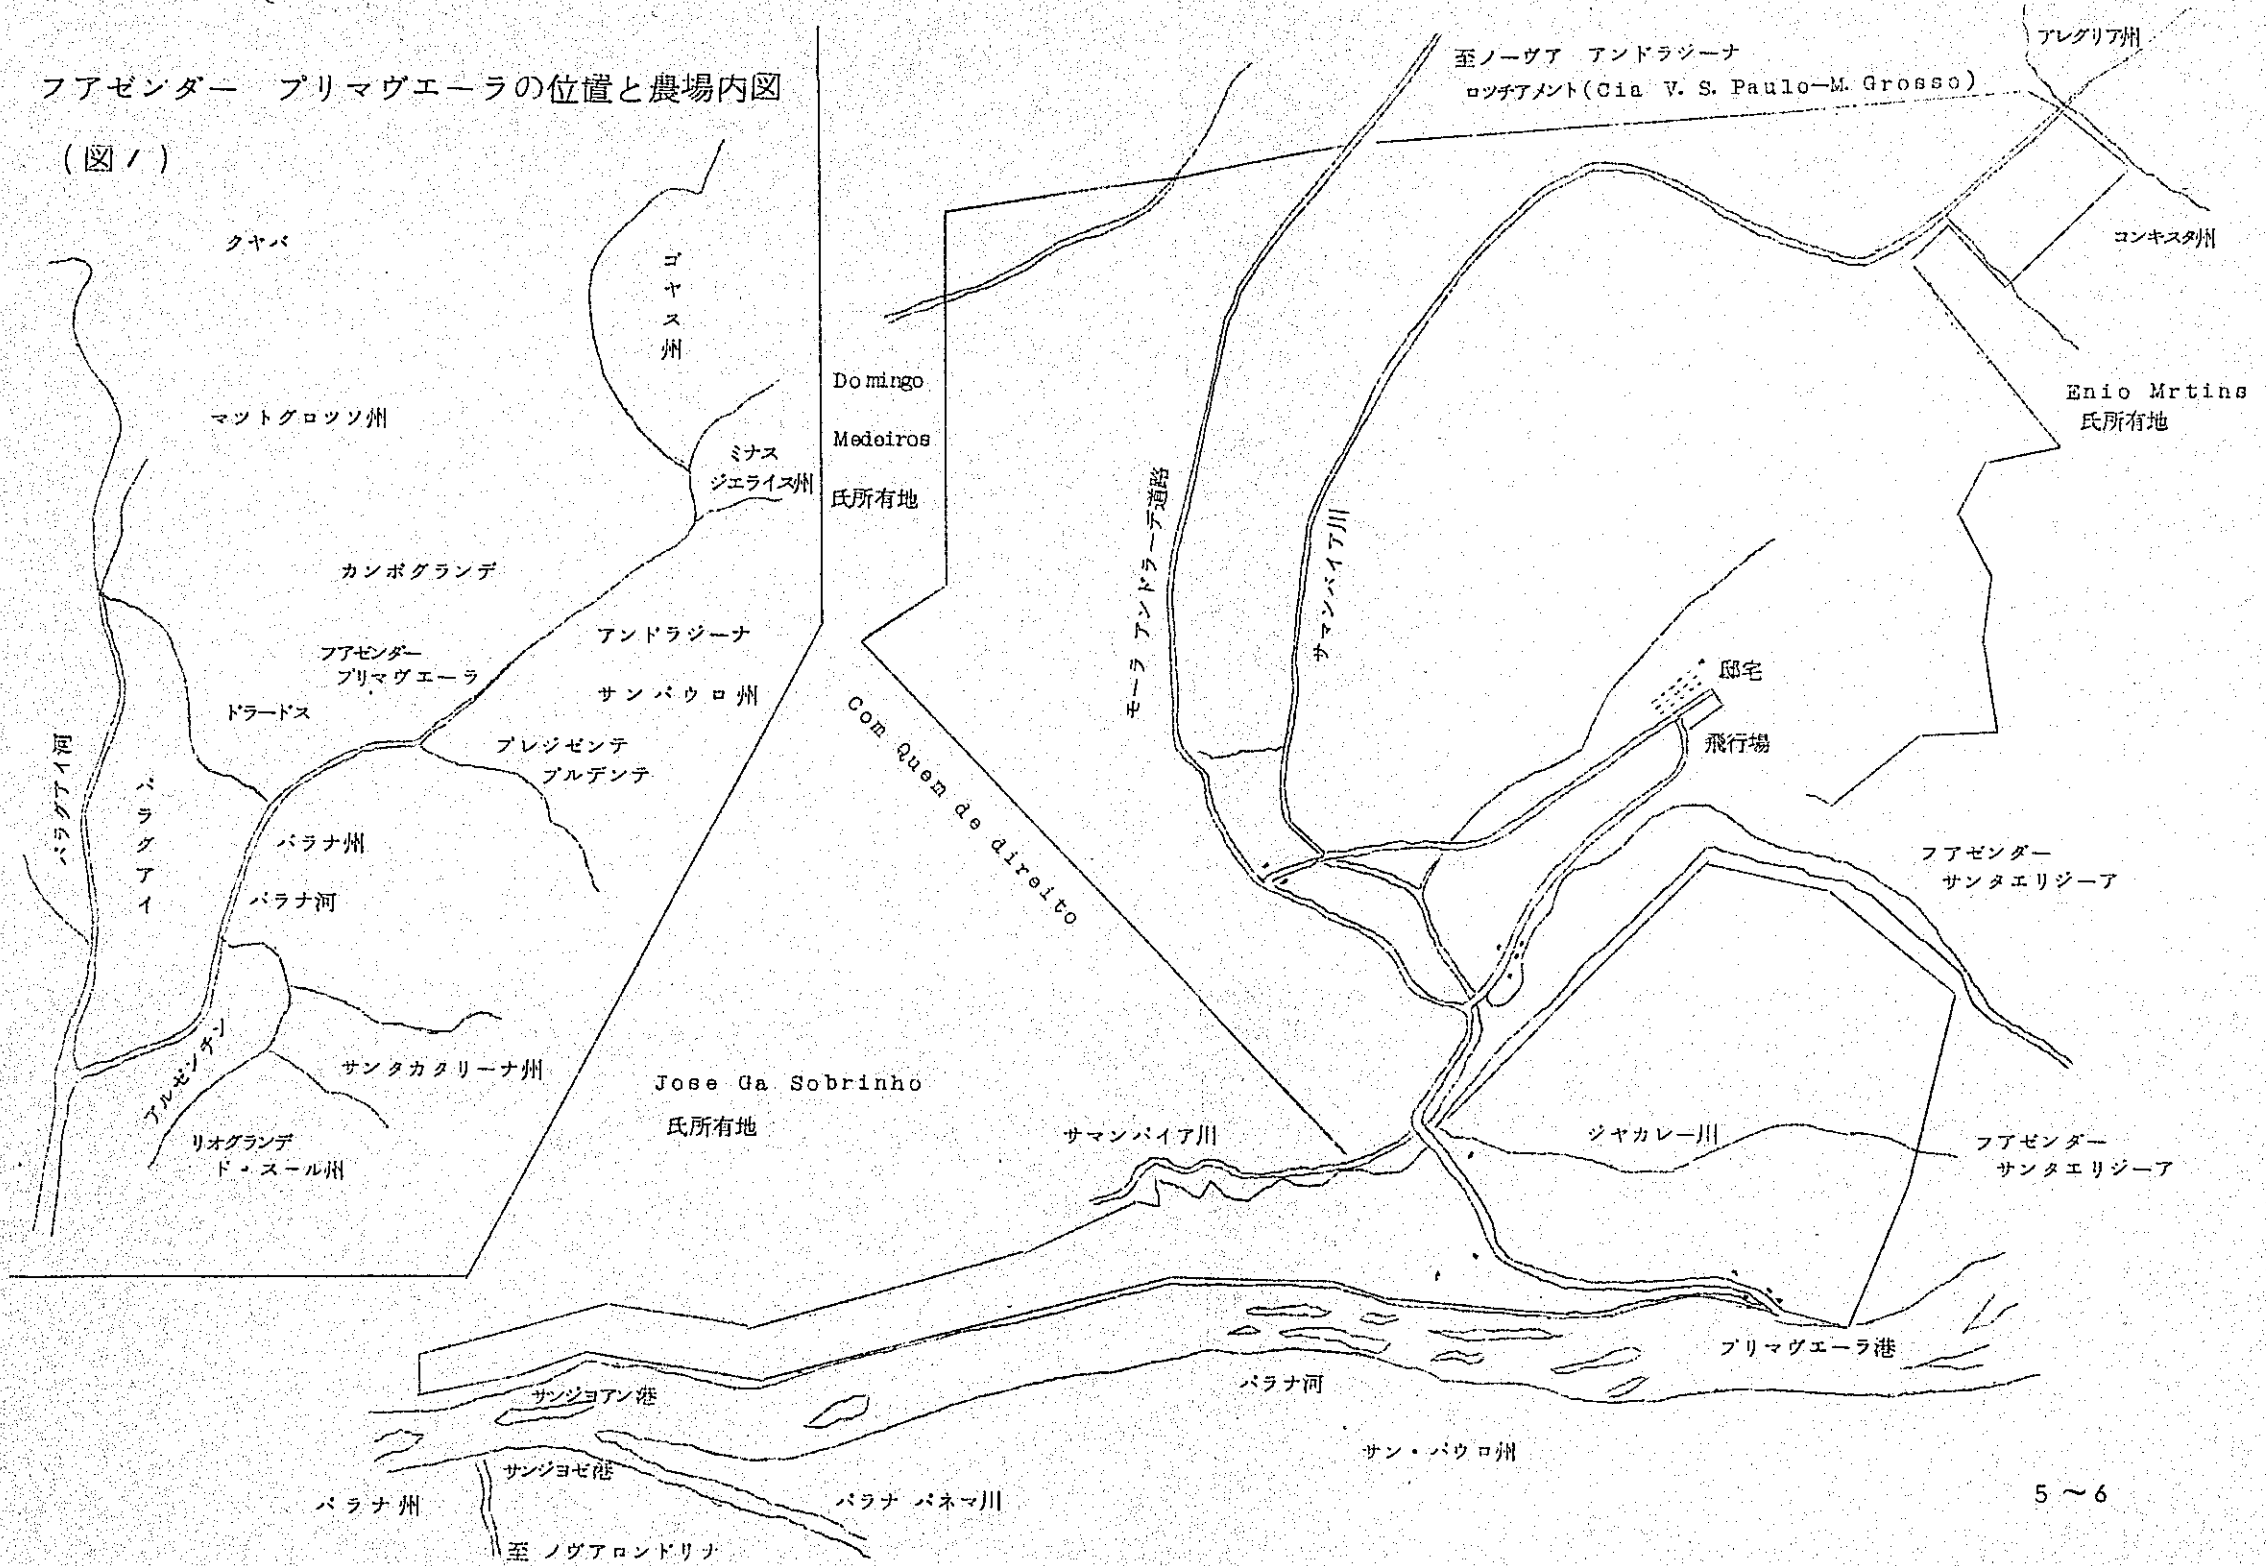 フアゼンダー　プリマヴエーラの位置と農場内図
(図1)
クヤバ
ゴヤス州
マツトグロツソ州
ミナス
ジエライス州
カンポグランデ
アンドラジーナ
フアゼンダー
プリマヴエーラ
サンパウロ州
ドラードス
プレジゼンテ
プルデンテ
パラグアイ河
パラグアイ
パラナ州
パラナ河
アルゼンチン
サンタカタリーナ州
リオグランデ
ド・スール州
Domingo
Medeiros
氏所有地
至ノーヴア アンドラジーナ
ロツテアメント(Cia V. S. Paulo—M. Grosso)
アレグリア州
コンキスタ州
Enio Mrtins
氏所有地
モーラ アンドラーデ道路
サマンバイア川
邸宅
飛行場
Com Quem de direito
フアゼンダー
サンタエリジーア
Jose Ga Sobrinho
氏所有地
サマンバイア川
ジヤカレー川
フアゼンダー
サンタエリジーア
プリマヴエーラ港
サンジヨアン港
パラナ河
サン・パウロ州
サンジヨゼ港
パラナ州
パラナ パネマ川
至 ノヴアロンドリナ
5～6